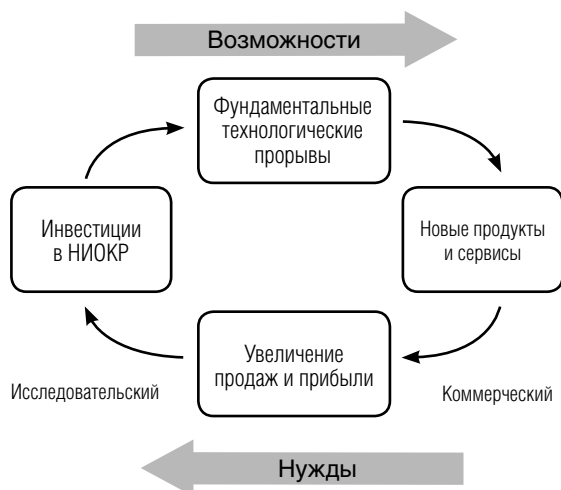 Возможности
Фундаментальные
технологические
прорывы
Инвестиции
в НИОКР
Новые продукты
и сервисы
Увеличение
продаж и прибыли
Исследовательский
Коммерческий
Нужды